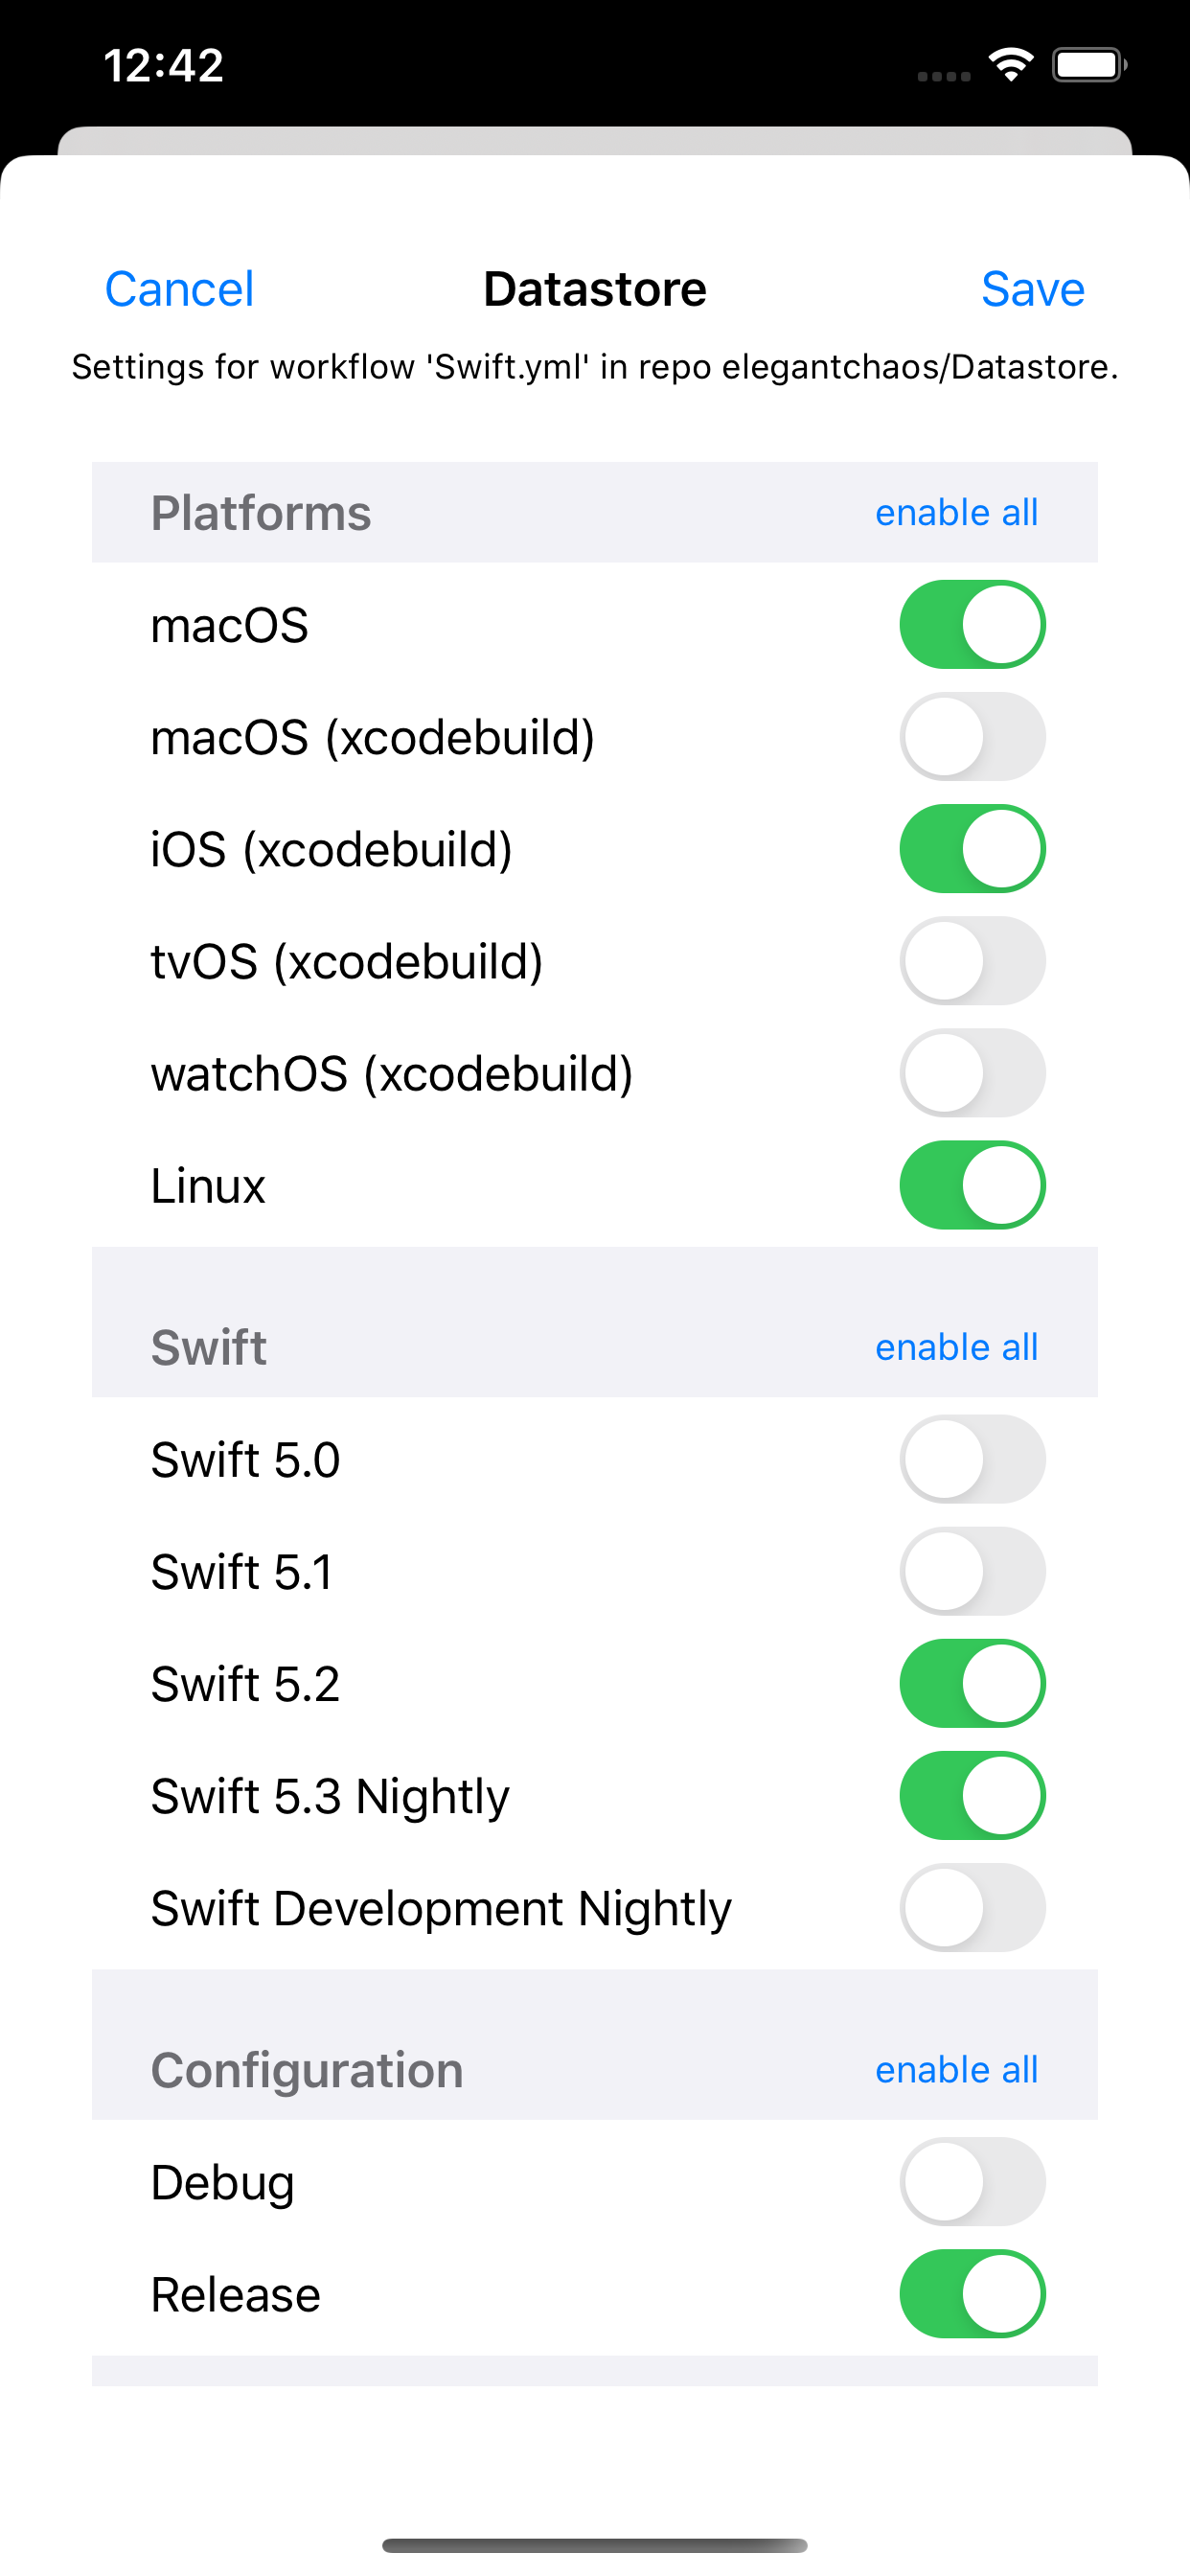 12:42
Cancel Datastore Save
Settings for workflow 'Swift.yml' in repo elegantchaos/Datastore.
Platforms enable all
macOS
macOS (xcodebuild)
iOS (xcodebuild)
tvOS (xcodebuild)
watchOS (xcodebuild)
Linux
Swift enable all
Swift 5.0
Swift 5.1
Swift 5.2
Swift 5.3 Nightly
Swift Development Nightly
Configuration enable all
Debug
Release